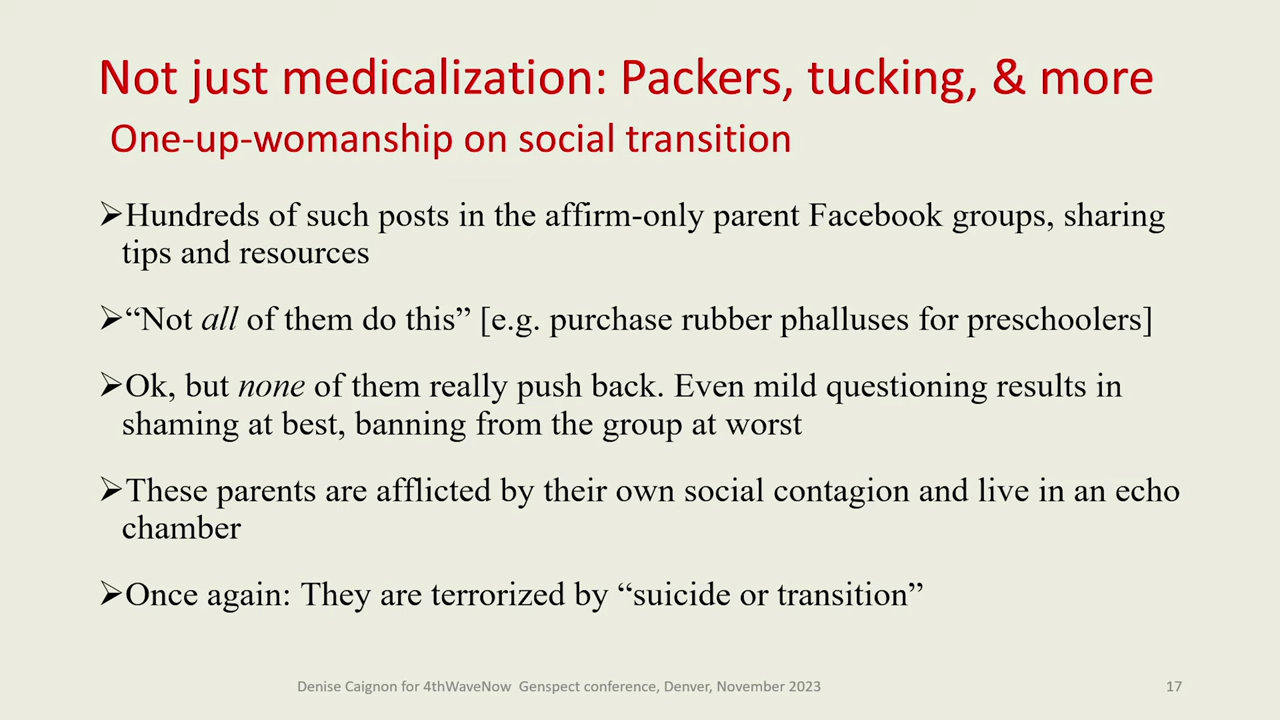 Not just medicalization: Packers, tucking, & more
One-up-womanship on social transition
➢Hundreds of such posts in the affirm-only parent Facebook groups, sharing
tips and resources
➢“Not all of them do this” [e.g. purchase rubber phalluses for preschoolers]
➢Ok, but none of them really push back. Even mild questioning results in
shaming at best, banning from the group at worst
➢These parents are afflicted by their own social contagion and live in an echo
chamber
➢Once again: They are terrorized by “suicide or transition”
Denise Caignon for 4thWaveNow Genspect conference, Denver, November 2023
17